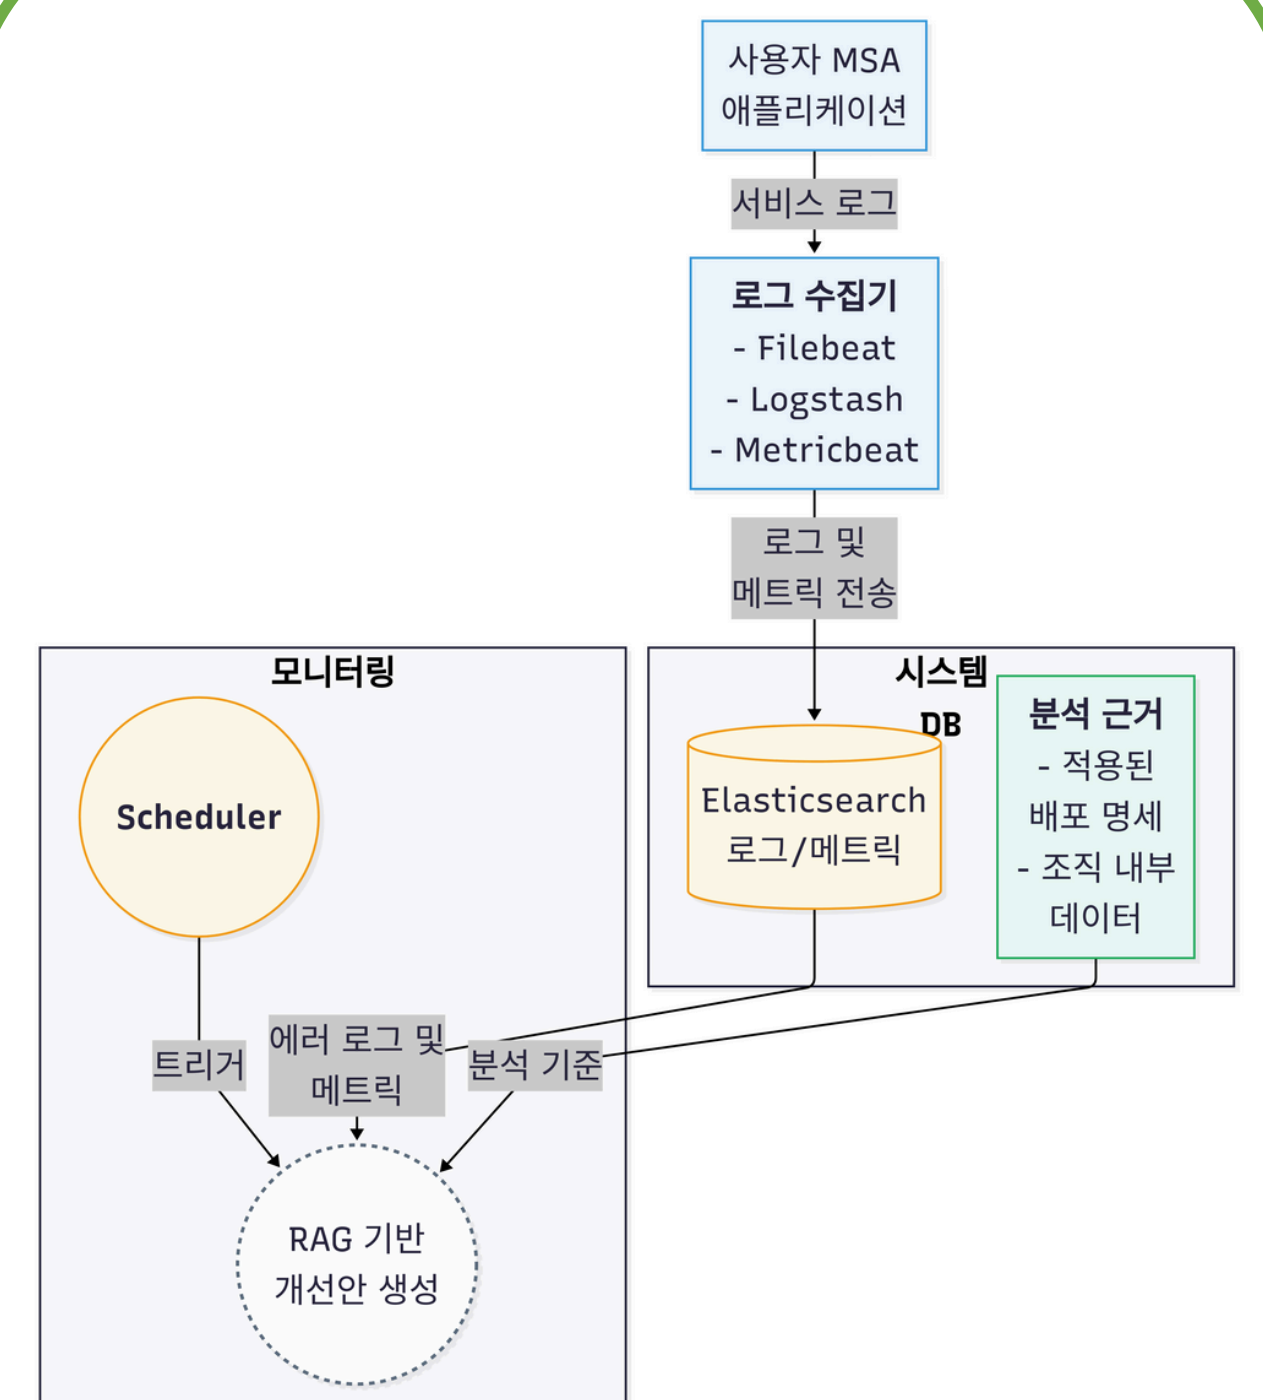 사용자 MSA
애플리케이션
서비스 로그
로그 수집기
- Filebeat
- Logstash
- Metricbeat
로그 및
메트릭 전송
모니터링
Scheduler
시스템
DB
Elasticsearch
로그/메트릭
분석 근거
- 적용된
배포 명세
- 조직 내부
데이터
트리거
에러 로그 및
메트릭
분석 기준
RAG 기반
개선안 생성